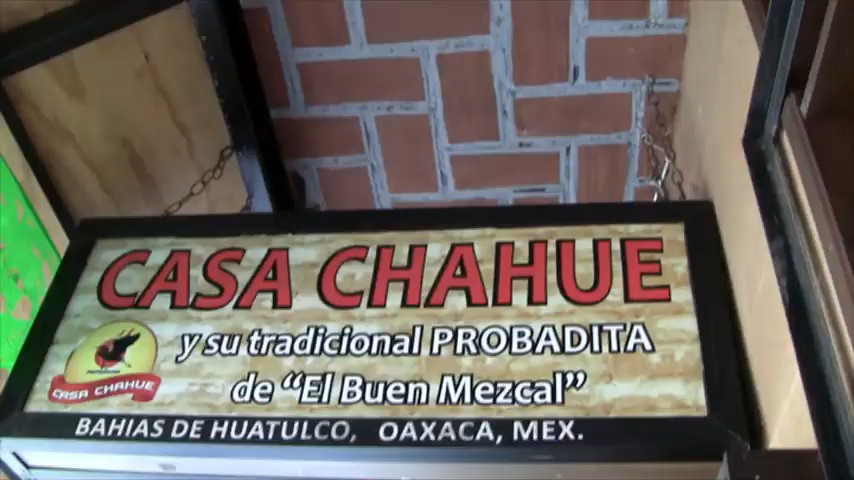 CASA CHAHUE
y su tradicional PROBADITA
de “El Buen Mezcal”
CASA CHAHUE
BAHIAS DE HUATULCO, OAXACA, MEX.